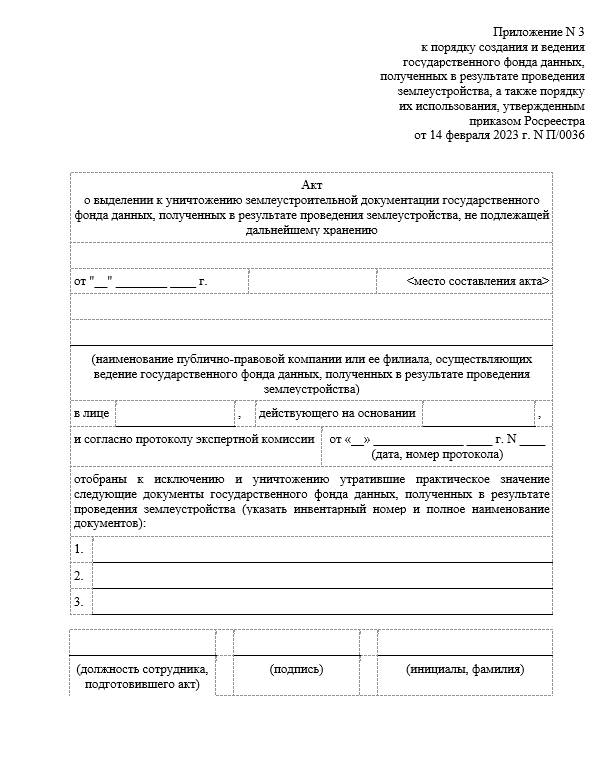 Приложение N 3
к порядку создания и ведения
государственного фонда данных,
полученных в результате проведения
землеустройства, а также порядку
их использования, утвержденным
приказом Росреестра
от 14 февраля 2023 г. N П/0036
Акт
о выделении к уничтожению землеустроительной документации государственного
фонда данных, полученных в результате проведения землеустройства, не подлежащей
дальнейшему хранению
от "__" ________ ____ г. <место составления акта>
(наименование публично-правовой компании или ее филиала, осуществляющих
ведение государственного фонда данных, полученных в результате проведения
землеустройства)
в лице , действующего на основании ,
и согласно протоколу экспертной комиссии от «__» ______________ ____ г. N ____
(дата, номер протокола)
отобраны к исключению и уничтожению утратившие практическое значение
следующие документы государственного фонда данных, полученных в результате
проведения землеустройства (указать инвентарный номер и полное наименование
документов):
1.
2.
3.
(должность сотрудника, (подпись) (инициалы, фамилия)
подготовившего акт)